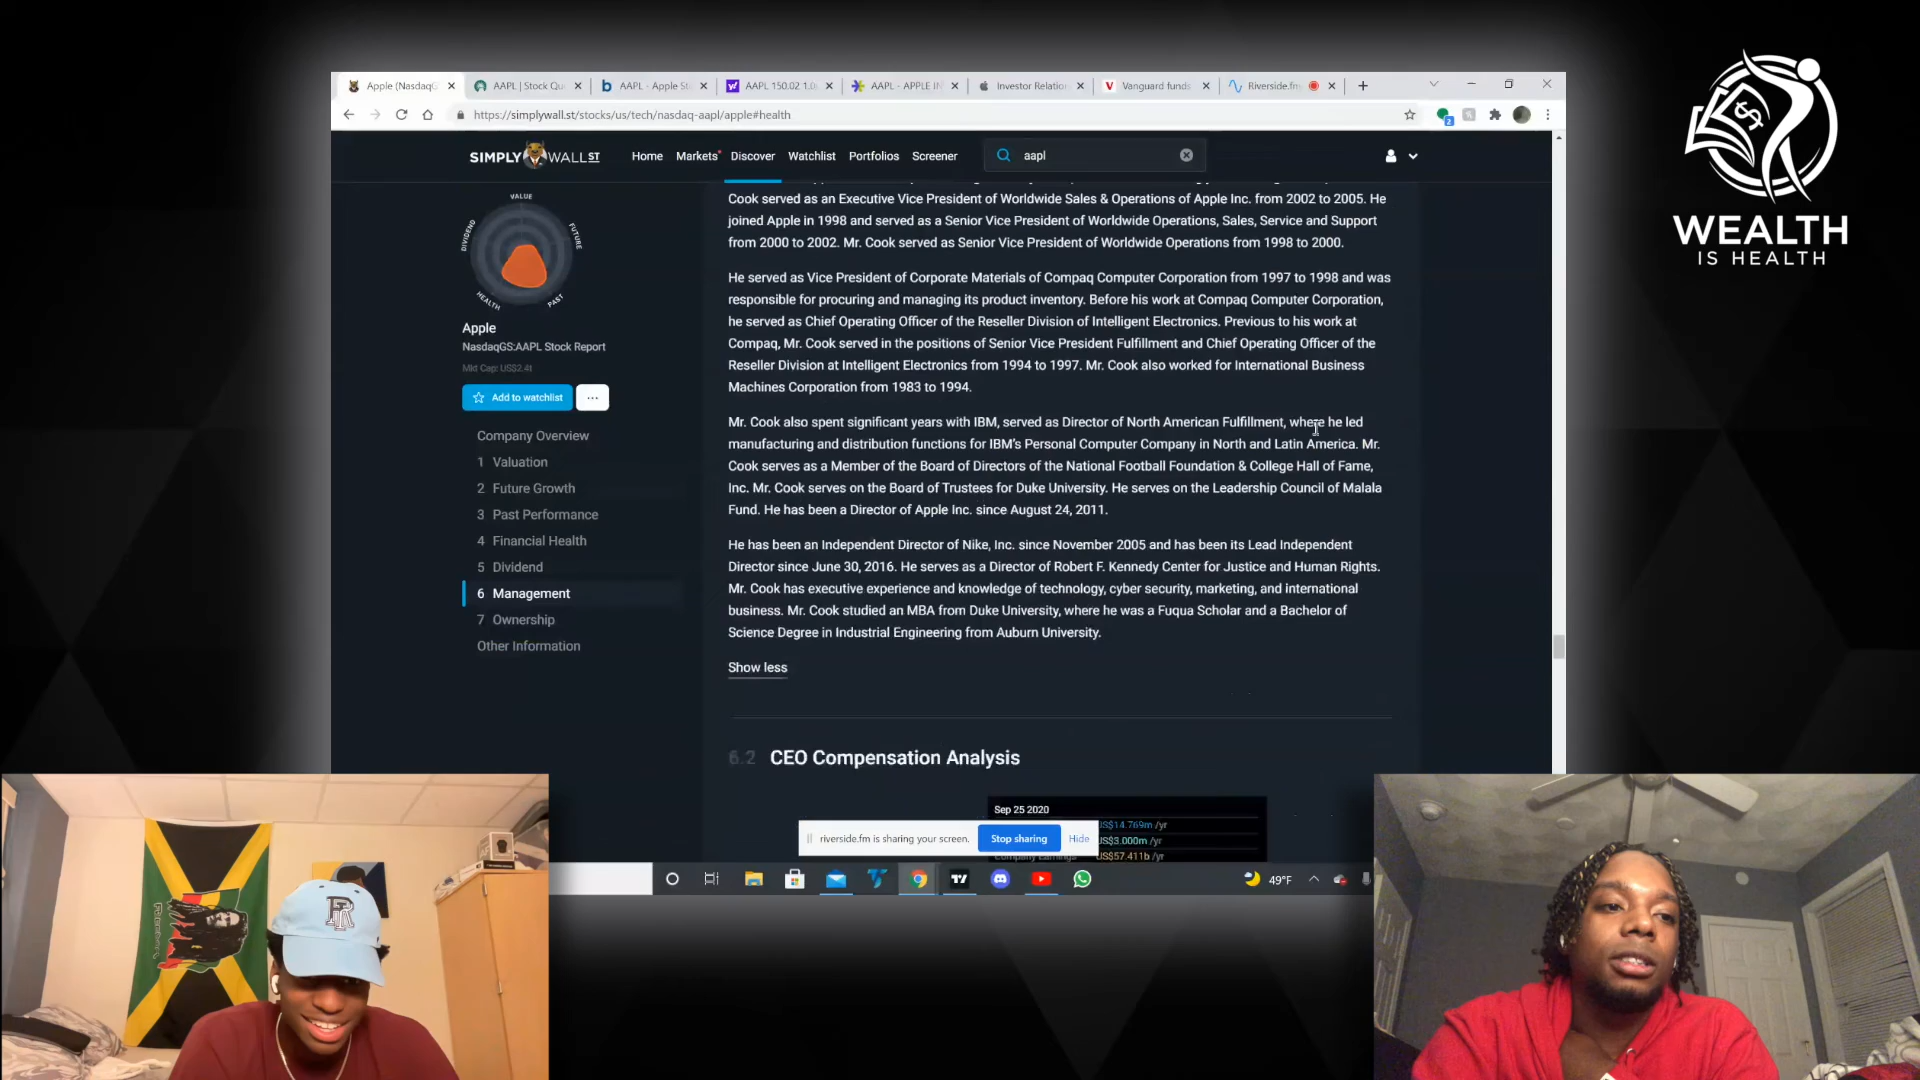 Apple (NasdaqG
AAPL | Stock Qu
AAPL - Apple St
AAPL 150.02 1.0
AAPL - APPLE IN
Investor Relation
Vanguard funds
Riverside.fm
https://simplywall.st/stocks/us/tech/nasdaq-aapl/apple#health
2
SIMPLY WALL ST
Home Markets Discover Watchlist Portfolios Screener
aapl
VALUE
FUTURE
PAST
HEALTH
DIVIDEND
Apple
NasdaqGS:AAPL Stock Report
Mkt Cap: US$2.4t
Add to watchlist
...
Company Overview
1 Valuation
2 Future Growth
3 Past Performance
4 Financial Health
5 Dividend
6 Management
7 Ownership
Other Information
Cook served as an Executive Vice President of Worldwide Sales & Operations of Apple Inc. from 2002 to 2005. He
joined Apple in 1998 and served as a Senior Vice President of Worldwide Operations, Sales, Service and Support
from 2000 to 2002. Mr. Cook served as Senior Vice President of Worldwide Operations from 1998 to 2000.
He served as Vice President of Corporate Materials of Compaq Computer Corporation from 1997 to 1998 and was
responsible for procuring and managing its product inventory. Before his work at Compaq Computer Corporation,
he served as Chief Operating Officer of the Reseller Division of Intelligent Electronics. Previous to his work at
Compaq, Mr. Cook served in the positions of Senior Vice President Fulfillment and Chief Operating Officer of the
Reseller Division at Intelligent Electronics from 1994 to 1997. Mr. Cook also worked for International Business
Machines Corporation from 1983 to 1994.
Mr. Cook also spent significant years with IBM, served as Director of North American Fulfillment, where he led
manufacturing and distribution functions for IBM's Personal Computer Company in North and Latin America. Mr.
Cook serves as a Member of the Board of Directors of the National Football Foundation & College Hall of Fame,
Inc. Mr. Cook serves on the Board of Trustees for Duke University. He serves on the Leadership Council of Malala
Fund. He has been a Director of Apple Inc. since August 24, 2011.
He has been an Independent Director of Nike, Inc. since November 2005 and has been its Lead Independent
Director since June 30, 2016. He serves as a Director of Robert F. Kennedy Center for Justice and Human Rights.
Mr. Cook has executive experience and knowledge of technology, cyber security, marketing, and international
business. Mr. Cook studied an MBA from Duke University, where he was a Fuqua Scholar and a Bachelor of
Science Degree in Industrial Engineering from Auburn University.
Show less
6.2 CEO Compensation Analysis
Sep 25 2020
US$14.769m /yr
US$3.000m /yr
Company Earnings US$57.411b /yr
riverside.fm is sharing your screen. Stop sharing Hide
49°F
WEALTH
IS HEALTH